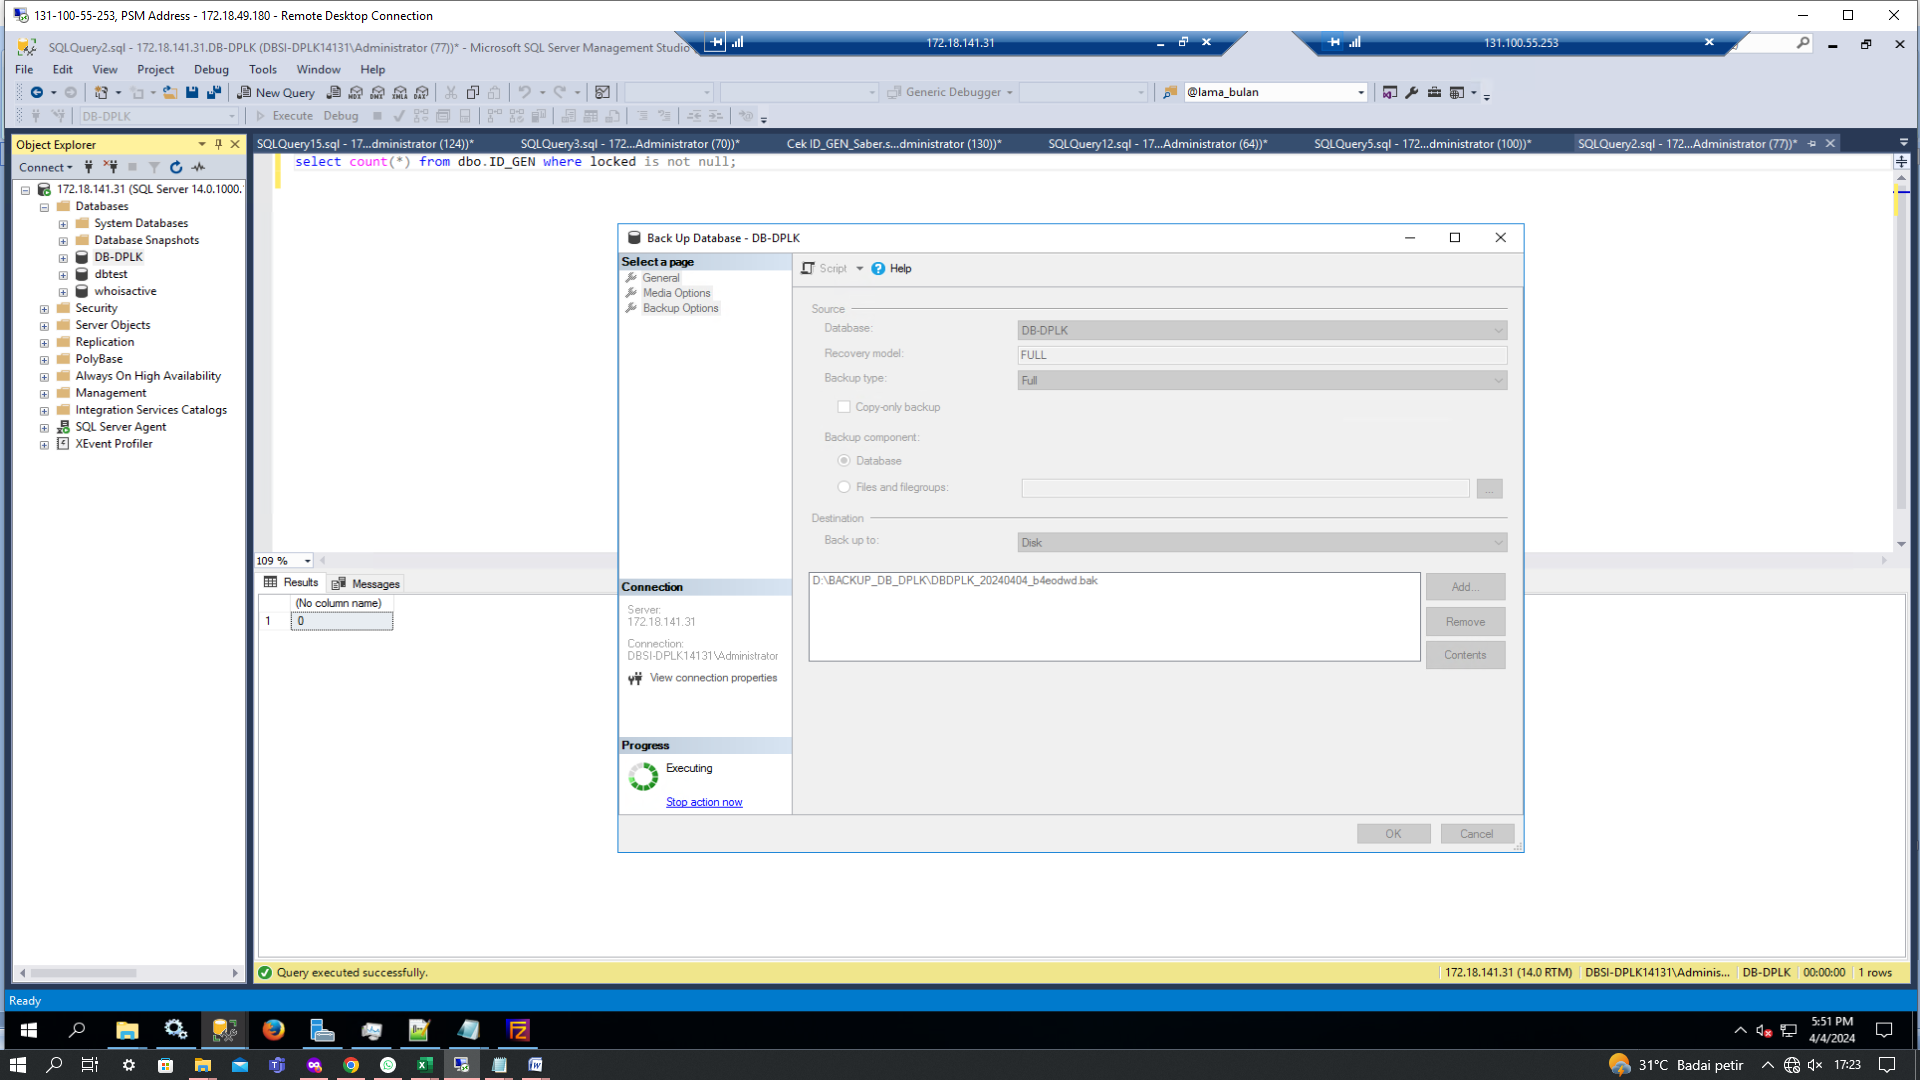 131-100-55-253, PSM Address - 172.18.49.180 - Remote Desktop Connection
SQLQuery2.sql - 172.18.141.31.DB-DPLK (DBSI-DPLK14131\Administrator (77))* - Microsoft SQL Server Management Studio
172.18.141.31
131.100.55.253
File Edit View Project Debug Tools Window Help
New Query
MDX
DMX
XMLA
DAX
Generic Debugger
@lama_bulan
DB-DPLK
Execute Debug
Object Explorer
SQLQuery15.sql - 17...dministrator (124))*
SQLQuery3.sql - 172...Administrator (70))*
Cek ID_GEN_Saber.s...dministrator (130))*
SQLQuery12.sql - 17...Administrator (64))*
SQLQuery5.sql - 172...dministrator (100))*
SQLQuery2.sql - 172...Administrator (77))*
select count(*) from dbo.ID_GEN where locked is not null;
Connect
172.18.141.31 (SQL Server 14.0.1000.
Databases
System Databases
Database Snapshots
DB-DPLK
dbtest
whoisactive
Security
Server Objects
Replication
PolyBase
Always On High Availability
Management
Integration Services Catalogs
SQL Server Agent
XEvent Profiler
Back Up Database - DB-DPLK
Select a page
General
Media Options
Backup Options
Script Help
Source
Database: DB-DPLK
Recovery model: FULL
Backup type: Full
Copy-only backup
Backup component:
Database
Files and filegroups: ...
Destination
Back up to: Disk
D:\BACKUP_DB_DPLK\DBDPLK_20240404_b4eodwd.bak
Add...
Remove
Contents
Connection
Server:
172.18.141.31
Connection:
DBSI-DPLK14131\Administrator
View connection properties
Progress
Executing
Stop action now
OK Cancel
109 %
Results Messages
(No column name)
1 0
Query executed successfully.
172.18.141.31 (14.0 RTM) DBSI-DPLK14131\Adminis... DB-DPLK 00:00:00 1 rows
Ready
5:51 PM
4/4/2024
31°C Badai petir
17:23